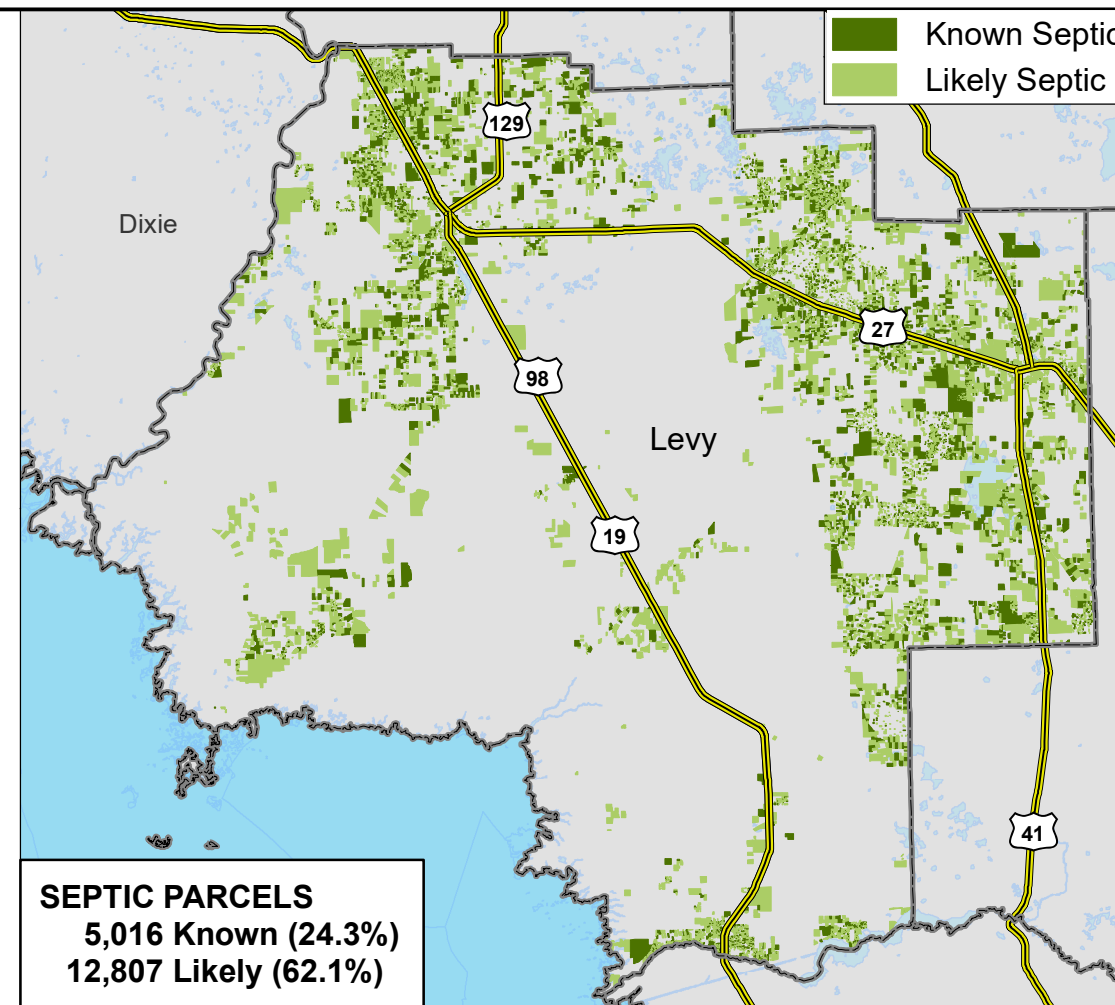 Known Septic
Likely Septic
129
Dixie
27
98
Levy
19
41
SEPTIC PARCELS
5,016 Known (24.3%)
12,807 Likely (62.1%)